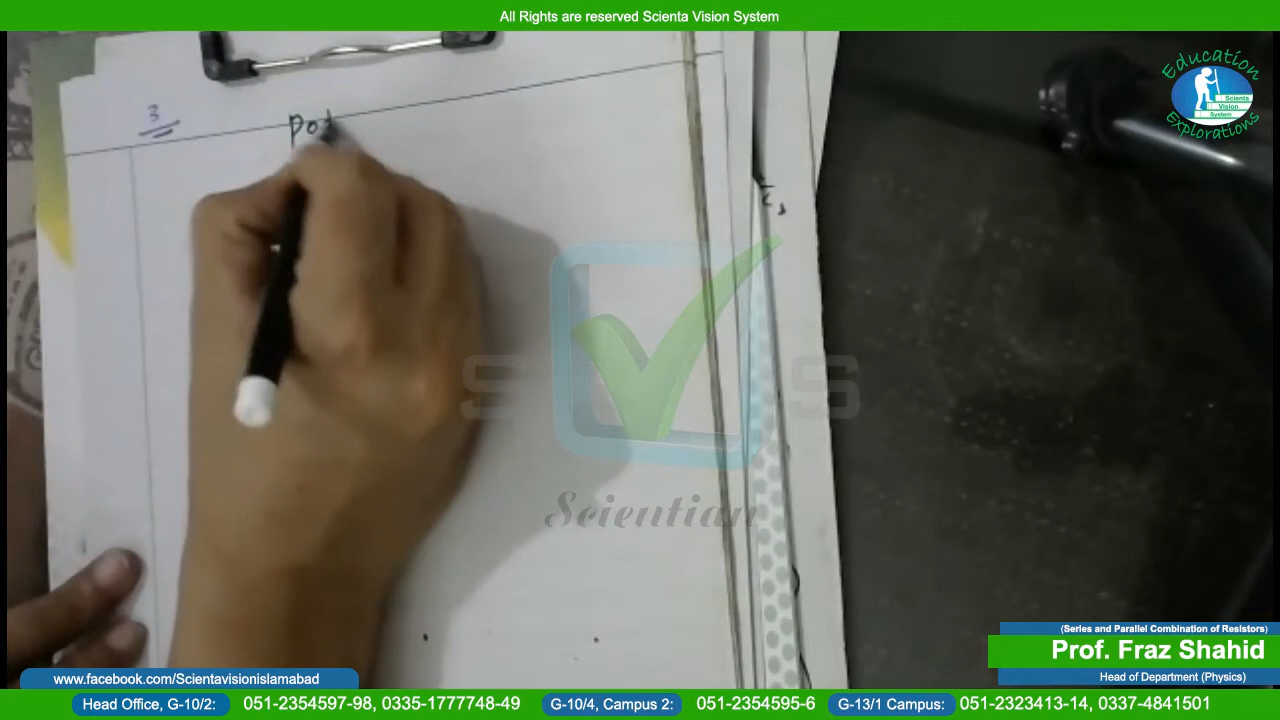 All Rights are reserved Scienta Vision System
Education
Scienta
Vision
System
Explorations
3
Pot
S S
Scientian
(Series and Parallel Combination of Resistors)
Prof. Fraz Shahid
Head of Department (Physics)
www.facebook.com/Scientavisionislamabad
Head Office, G-10/2: 051-2354597-98, 0335-1777748-49 G-10/4, Campus 2: 051-2354595-6 G-13/1 Campus: 051-2323413-14, 0337-4841501